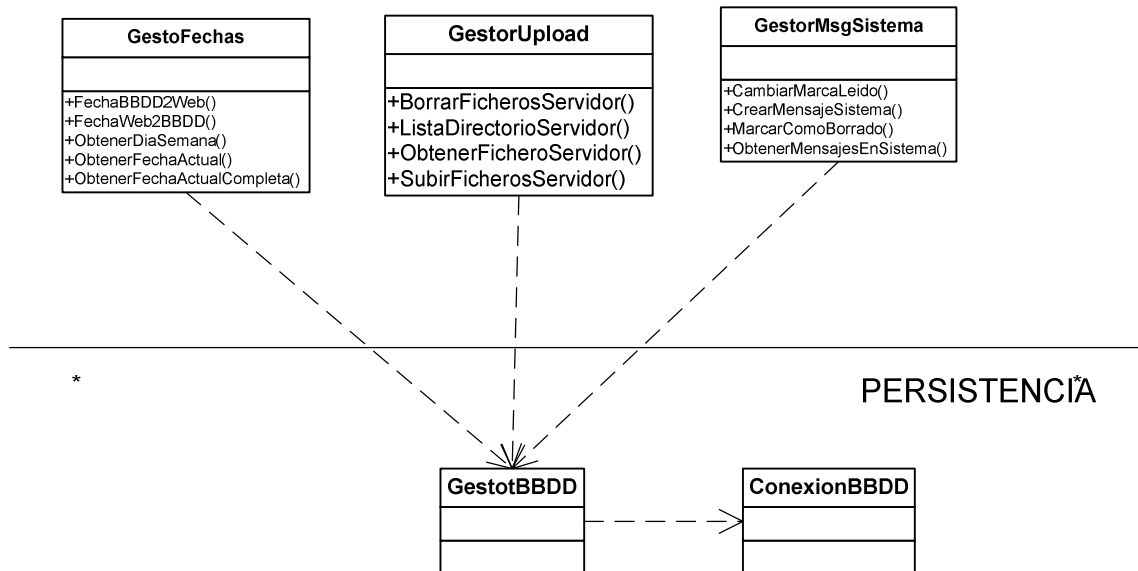 GestoFechas
+FechaBBDD2Web()
+FechaWeb2BBDD()
+ObtenerDiaSemana()
+ObtenerFechaActual()
+ObtenerFechaActualCompleta()
GestorUpload
+BorrarFicherosServidor()
+ListaDirectorioServidor()
+ObtenerFicheroServidor()
+SubirFicherosServidor()
GestorMsgSistema
+CambiarMarcaLeido()
+CrearMensajeSistema()
+MarcarComoBorrado()
+ObtenerMensajesEnSistema()
*
*
PERSISTENCIA
GestotBBDD
ConexionBBDD